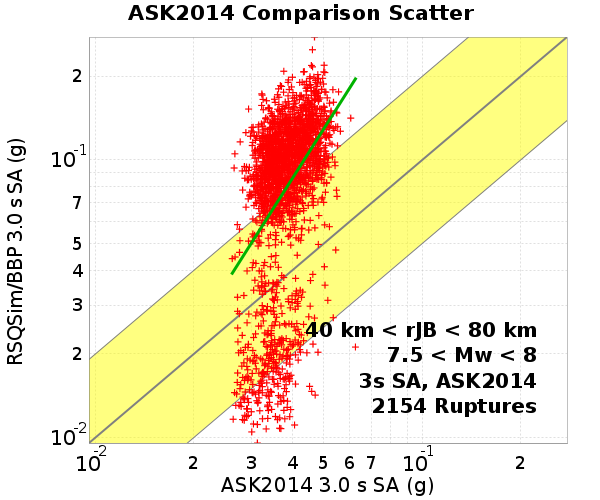 ASK2014 Comparison Scatter
RSQSim/BBP 3.0 s SA (g)
2
10-1
7
5
4
3
2
10-2
40 km < rJB < 80 km
7.5 < Mw < 8
3s SA, ASK2014
2154 Ruptures
10-2 2 3 4 5 6 7 10-1 2
ASK2014 3.0 s SA (g)